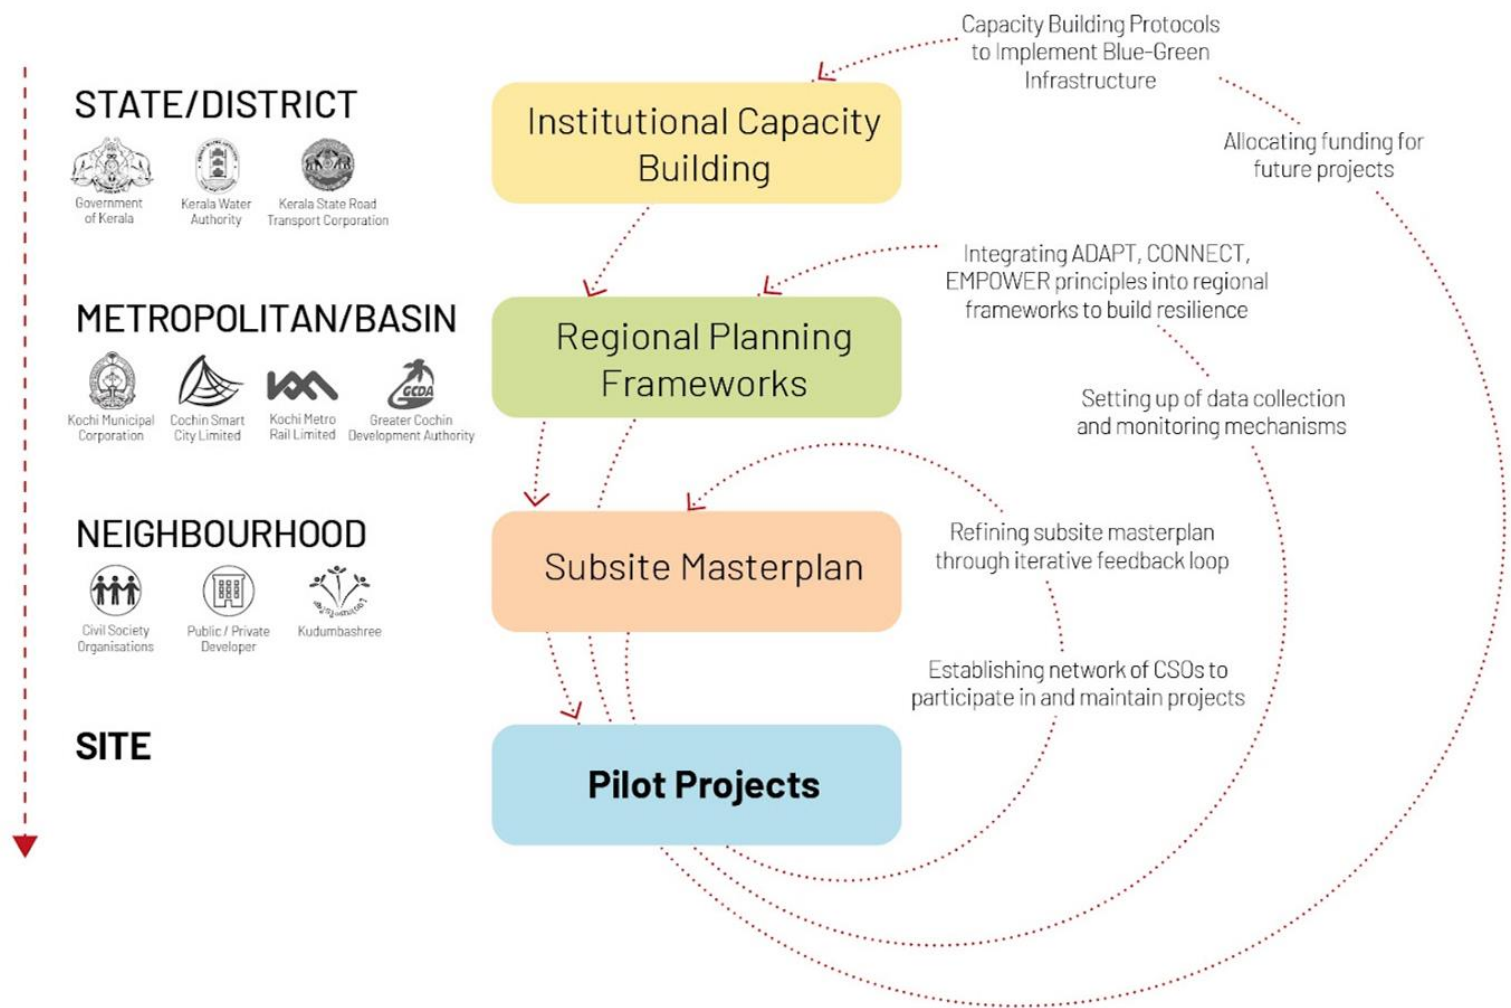 STATE/DISTRICT
Government
of Kerala
Kerala Water
Authority
Kerala State Road
Transport Corporation
Institutional Capacity
Building
Capacity Building Protocols
to Implement Blue-Green
Infrastructure
Allocating funding for
future projects
METROPOLITAN/BASIN
Kochi Municipal
Corporation
Cochin Smart
City Limited
Kochi Metro
Rail Limited
GCDA
Greater Cochin
Development Authority
Regional Planning
Frameworks
Integrating ADAPT, CONNECT,
EMPOWER principles into regional
frameworks to build resilience
Setting up of data collection
and monitoring mechanisms
NEIGHBOURHOOD
Civil Society
Organisations
Public / Private
Developer
Kudumbashree
Subsite Masterplan
Refining subsite masterplan
through iterative feedback loop
Establishing network of CSOs to
participate in and maintain projects
SITE
Pilot Projects